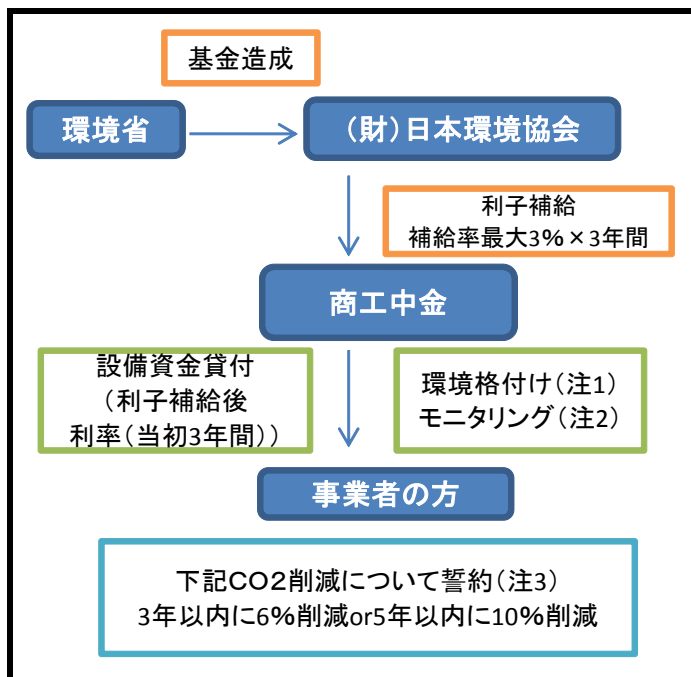 基金造成
環境省
（財）日本環境協会
利子補給
補給率最大3％×3年間
商工中金
設備資金貸付
（利子補給後
利率（当初3年間））
環境格付け（注1）
モニタリング（注2）
事業者の方
下記ＣＯ２削減について誓約（注3）
3年以内に6％削減or5年以内に10％削減